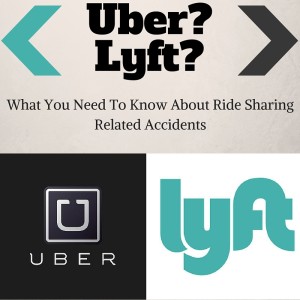 Uber?
Lyft?
What You Need To Know About Ride Sharing
Related Accidents
U
UBER
lyft